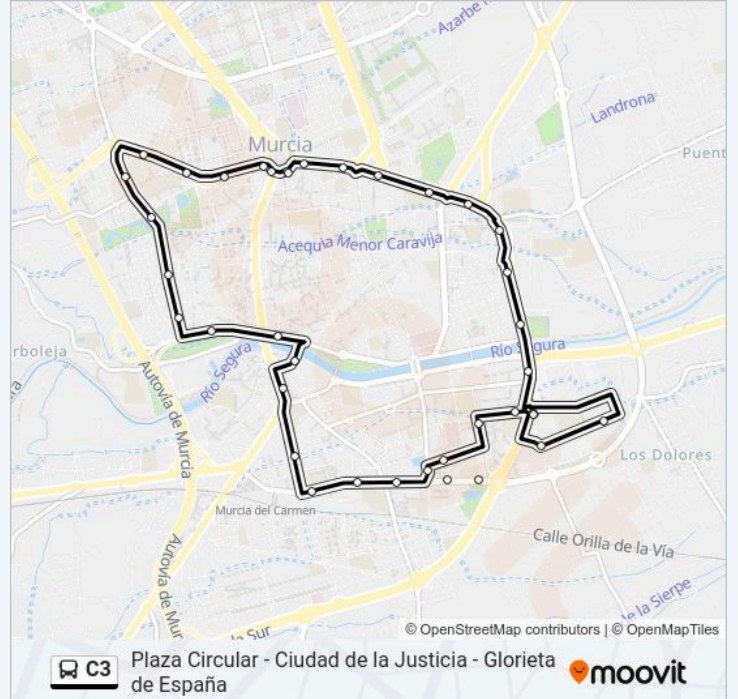 Azarbe
Landrona
Murcia
Puent
Acequia Menor Caravija
Río Segura
rboleja
Río Segura
Autovía de Murcia
Los Dolores
Murcia del Carmen
Calle Orilla de la Vía
Autovía de Mur
de la Sierpe
la Sur
© OpenStreetMap contributors | © OpenMapTiles
C3
Plaza Circular - Ciudad de la Justicia - Glorieta
de España
moovit